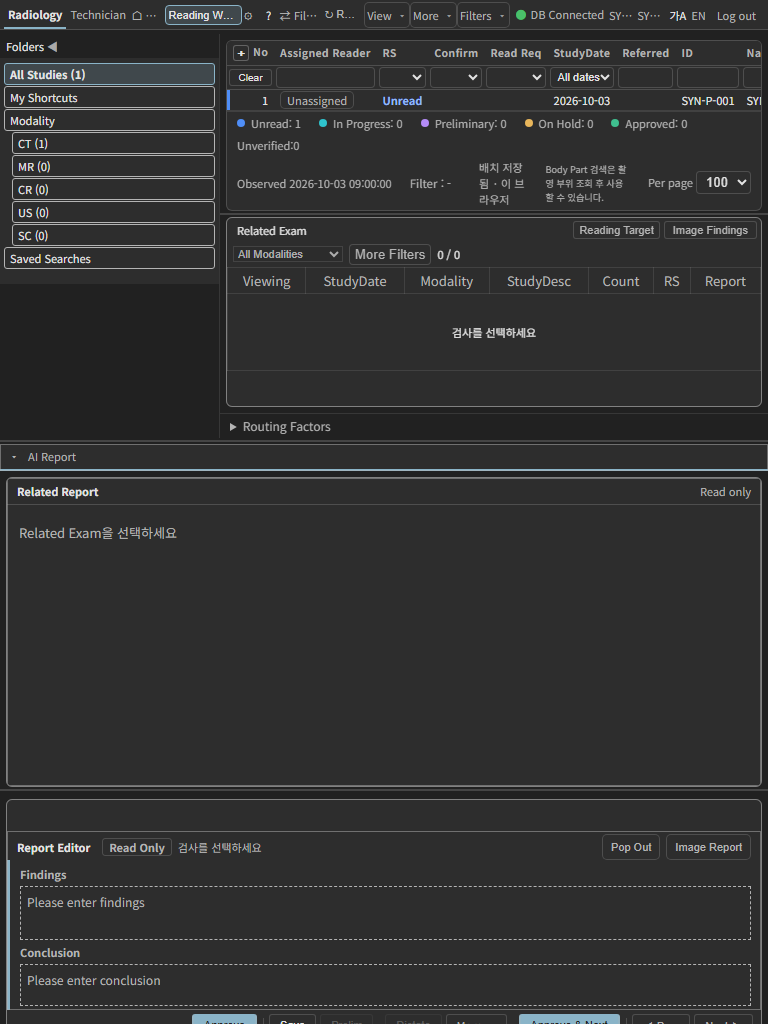 Radiology Technician ⌂ ··· Reading W... ⚙ ? ⇄ Fil··· ↻ R... View More Filters DB Connected SY··· SY··· 가A EN Log out
Folders ◀
All Studies (1)
My Shortcuts
Modality
CT (1)
MR (0)
CR (0)
US (0)
SC (0)
Saved Searches
+ No Assigned Reader RS Confirm Read Req StudyDate Referred ID Na
Clear All dates
1 Unassigned Unread 2026-10-03 SYN-P-001 SYI
Unread: 1 In Progress: 0 Preliminary: 0 On Hold: 0 Approved: 0
Unverified:0
Observed 2026-10-03 09:00:00 Filter : -
배치 저장
됨 · 이 브
라우저
Body Part 검색은 촬
영 부위 조회 후 사용
할 수 있습니다.
Per page 100
Related Exam Reading Target Image Findings
All Modalities More Filters 0 / 0
Viewing StudyDate Modality StudyDesc Count RS Report
검사를 선택하세요
▶ Routing Factors
AI Report
Related Report Read only
Related Exam을 선택하세요
Report Editor Read Only 검사를 선택하세요 Pop Out Image Report
Findings
Please enter findings
Conclusion
Please enter conclusion
Approve Save Prelim Approve & Next